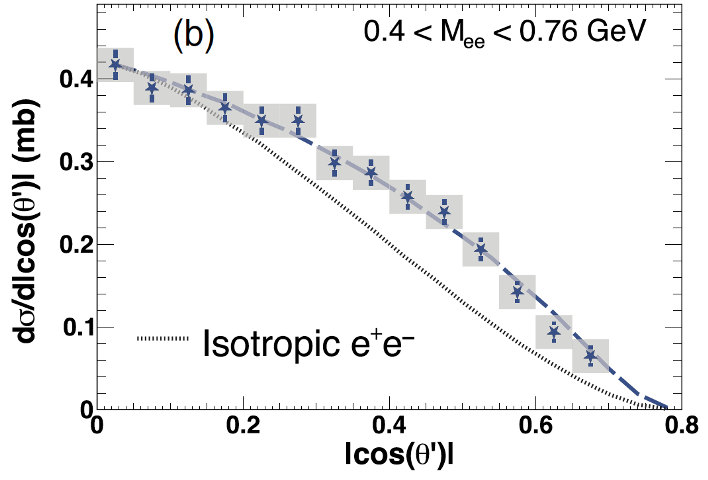 (b)
0.4 < Mₑₑ < 0.76 GeV
dσ/d|cos(θ')| (mb)
0.4
0.3
0.2
0.1
0
Isotropic e⁺e⁻
0 0.2 0.4 0.6 0.8
|cos(θ')|